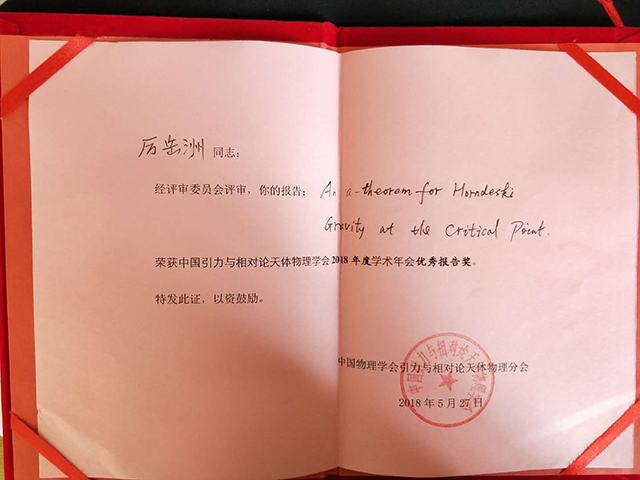 厉岳洲 同志:
经评审委员会评审,你的报告: An a-theorem for Horndeski
Gravity at the Critical Point.
荣获中国引力与相对论天体物理学会2018年度学术年会优秀报告奖。
特发此证,以资鼓励。
中国物理学会引力与相对论天体物理分会
2018年5月27日